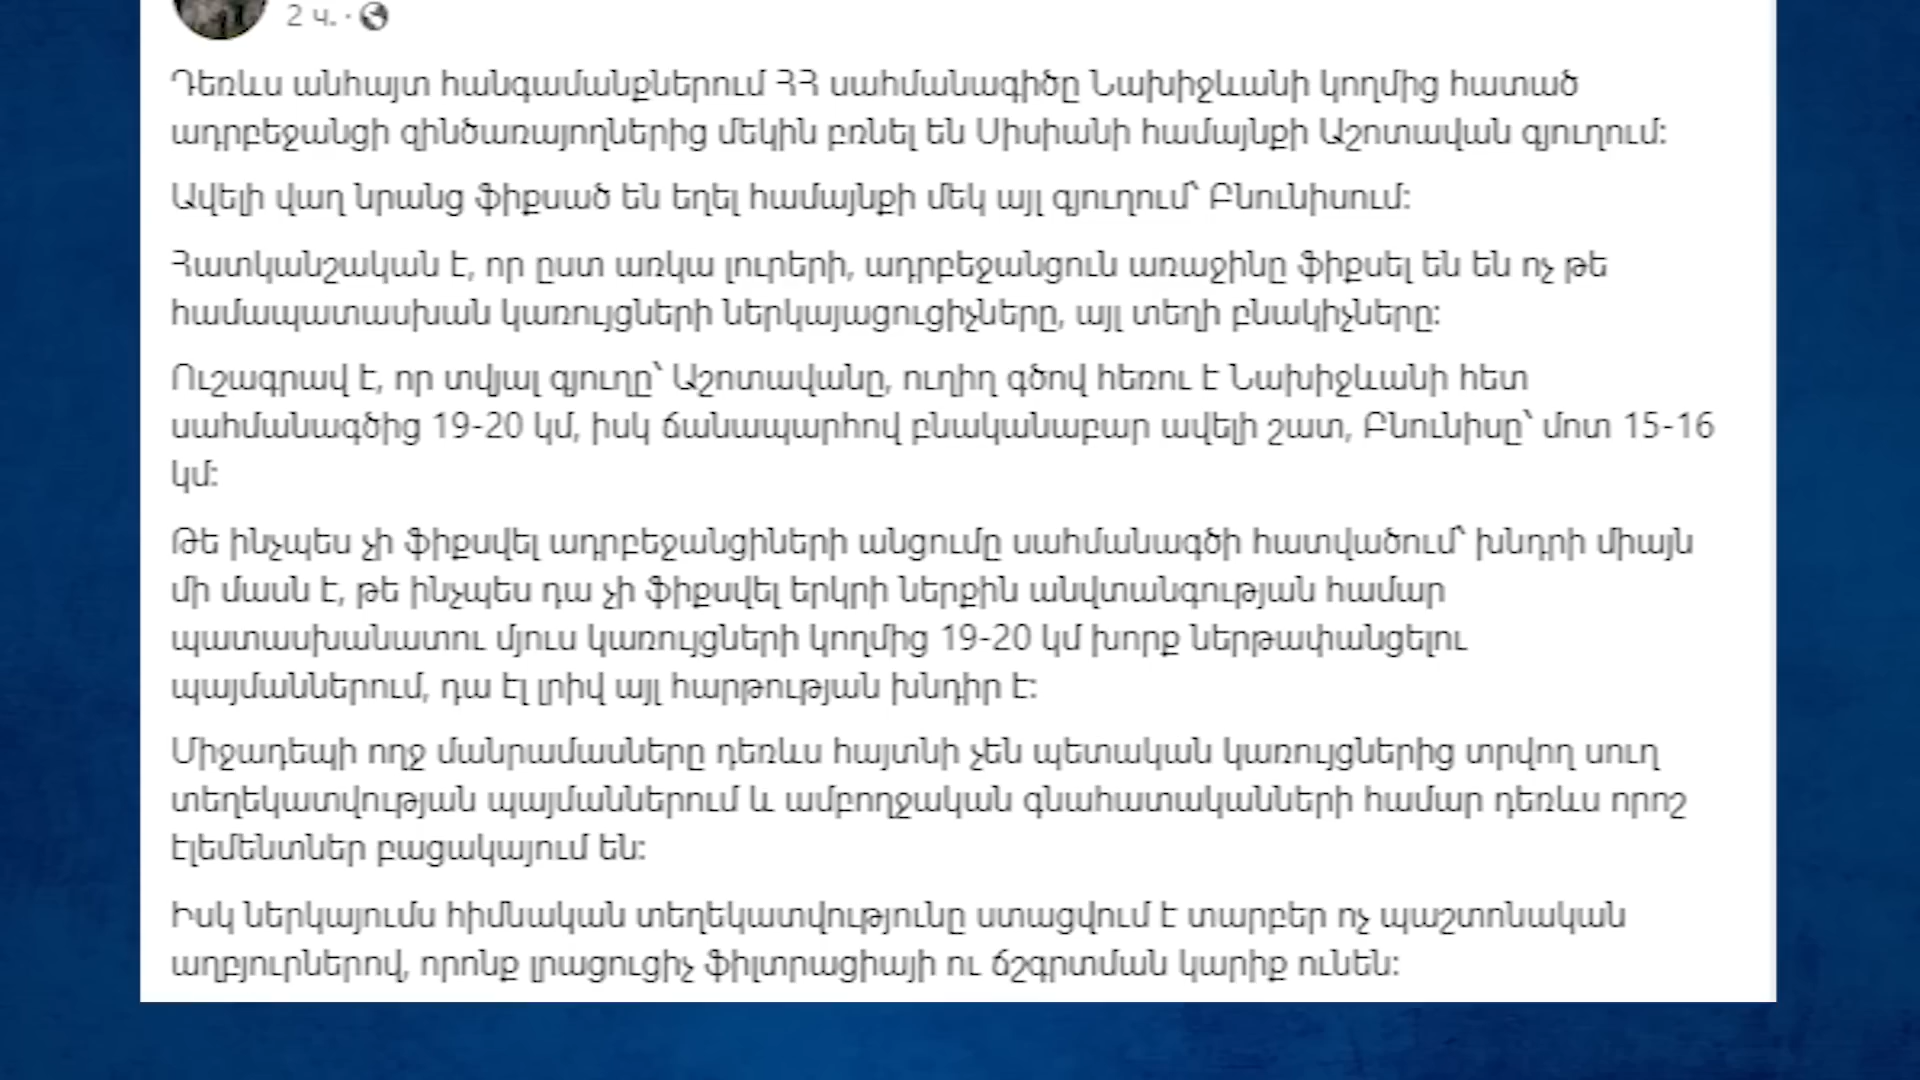 2 ч. ·
Դեռևս անհայտ հանգամանքներում ՀՀ սահմանագիծը Նախիջևանի կողմից հատած
ադրբեջանցի զինծառայողներից մեկին բռնել են Սիսիանի համայնքի Աշոտավան գյուղում:
Ավելի վաղ նրանց ֆիքսած են եղել համայնքի մեկ այլ գյուղում՝ Բնունիսում:
Հատկանշական է, որ ըստ առկա լուրերի, ադրբեջանցուն առաջինը ֆիքսել են են ոչ թե
համապատասխան կառույցների ներկայացուցիչները, այլ տեղի բնակիչները:
Ուշագրավ է, որ տվյալ գյուղը՝ Աշոտավանը, ուղիղ գծով հեռու է Նախիջևանի հետ
սահմանագծից 19-20 կմ, իսկ ճանապարհով բնականաբար ավելի շատ, Բնունիսը՝ մոտ 15-16
կմ:
Թե ինչպես չի ֆիքսվել ադրբեջանցիների անցումը սահմանագծի հատվածում՝ խնդրի միայն
մի մասն է, թե ինչպես դա չի ֆիքսվել երկրի ներքին անվտանգության համար
պատասխանատու մյուս կառույցների կողմից 19-20 կմ խորք ներթափանցելու
պայմաններում, դա էլ լրիվ այլ հարթության խնդիր է:
Միջադեպի ողջ մանրամասները դեռևս հայտնի չեն պետական կառույցներից տրվող սուղ
տեղեկատվության պայմաններում և ամբողջական գնահատականների համար դեռևս որոշ
էլեմենտներ բացակայում են:
Իսկ ներկայումս հիմնական տեղեկատվությունը ստացվում է տարբեր ոչ պաշտոնական
աղբյուրներով, որոնք լրացուցիչ ֆիլտրացիայի ու ճշգրտման կարիք ունեն: